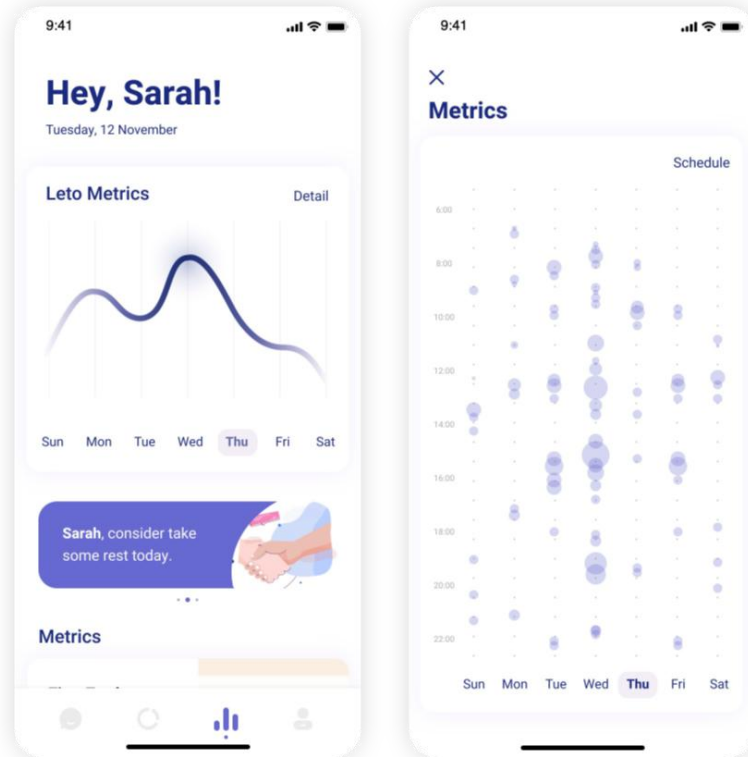 9:41
Hey, Sarah!
Tuesday, 12 November
Leto Metrics
Detail
Sun Mon Tue Wed Thu Fri Sat
Sarah, consider take
some rest today.
Metrics
9:41
Metrics
Schedule
6:00
8:00
10:00
12:00
14:00
16:00
18:00
20:00
22:00
Sun Mon Tue Wed Thu Fri Sat